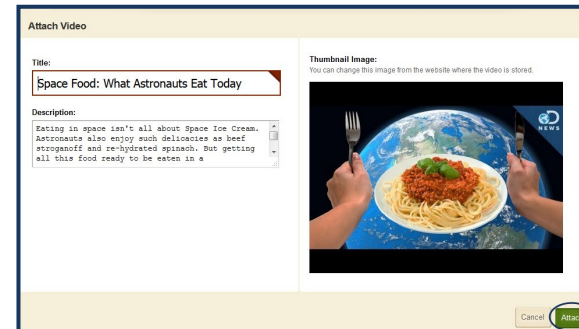 Attach Video
Title:
Space Food: What Astronauts Eat Today
Description:
Eating in space isn't all about Space Ice Cream.
Astronauts also enjoy such delicacies as beef
stroganoff and re-hydrated spinach. But getting
all this food ready to be eaten in a
Thumbnail Image:
You can change this image from the website where the video is stored.
D
NEWS
Cancel
Attac